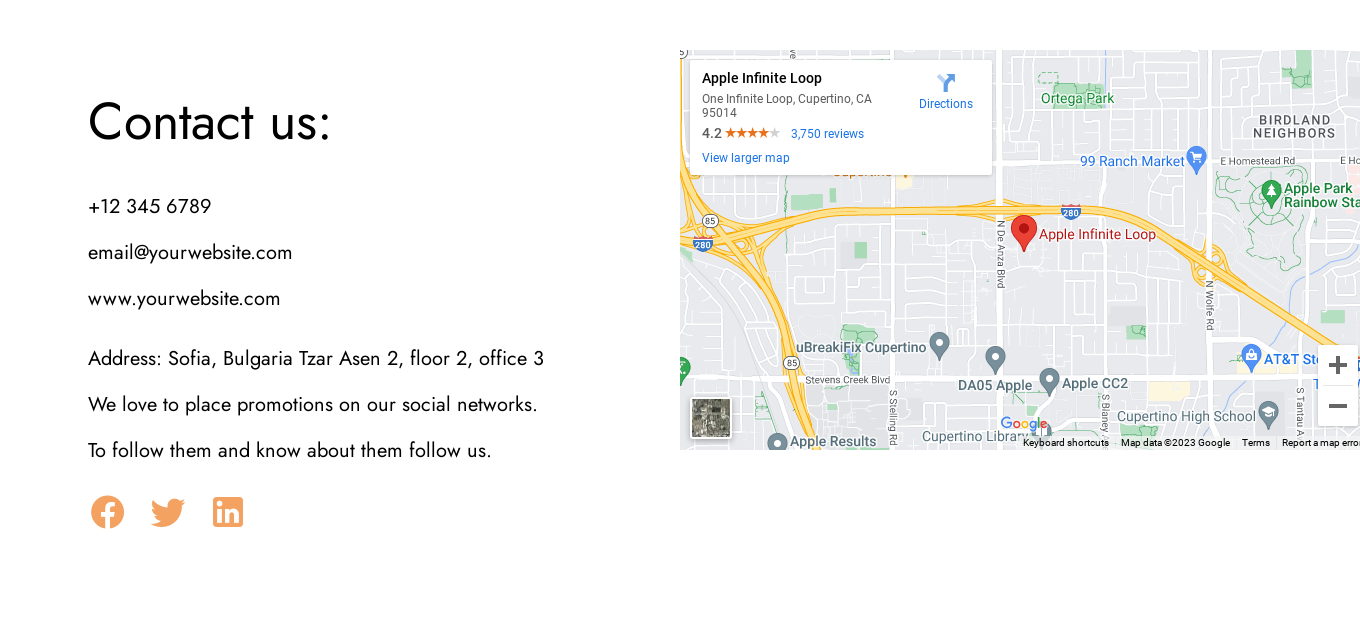 Contact us:
+12 345 6789
email@yourwebsite.com
www.yourwebsite.com
Address: Sofia, Bulgaria Tzar Asen 2, floor 2, office 3
We love to place promotions on our social networks.
To follow them and know about them follow us.
Apple Infinite Loop
One Infinite Loop, Cupertino, CA
95014
Directions
4.2
3,750 reviews
View larger map
Ortega Park
BIRDLAND
NEIGHBORS
99 Ranch Market
E Homestead Rd
Apple Park
Rainbow Sta
85
280
280
N De Anza Blvd
Apple Infinite Loop
N Wolfe Rd
uBreakiFix Cupertino
85
Stevens Creek Blvd
DA05 Apple
Apple CC2
AT&T Sto
S Stelling Rd
S Blaney
S Tantau A
Cupertino High School
Apple Results
Cupertino Library
Google
Keyboard shortcuts
Map data ©2023 Google
Terms
Report a map error